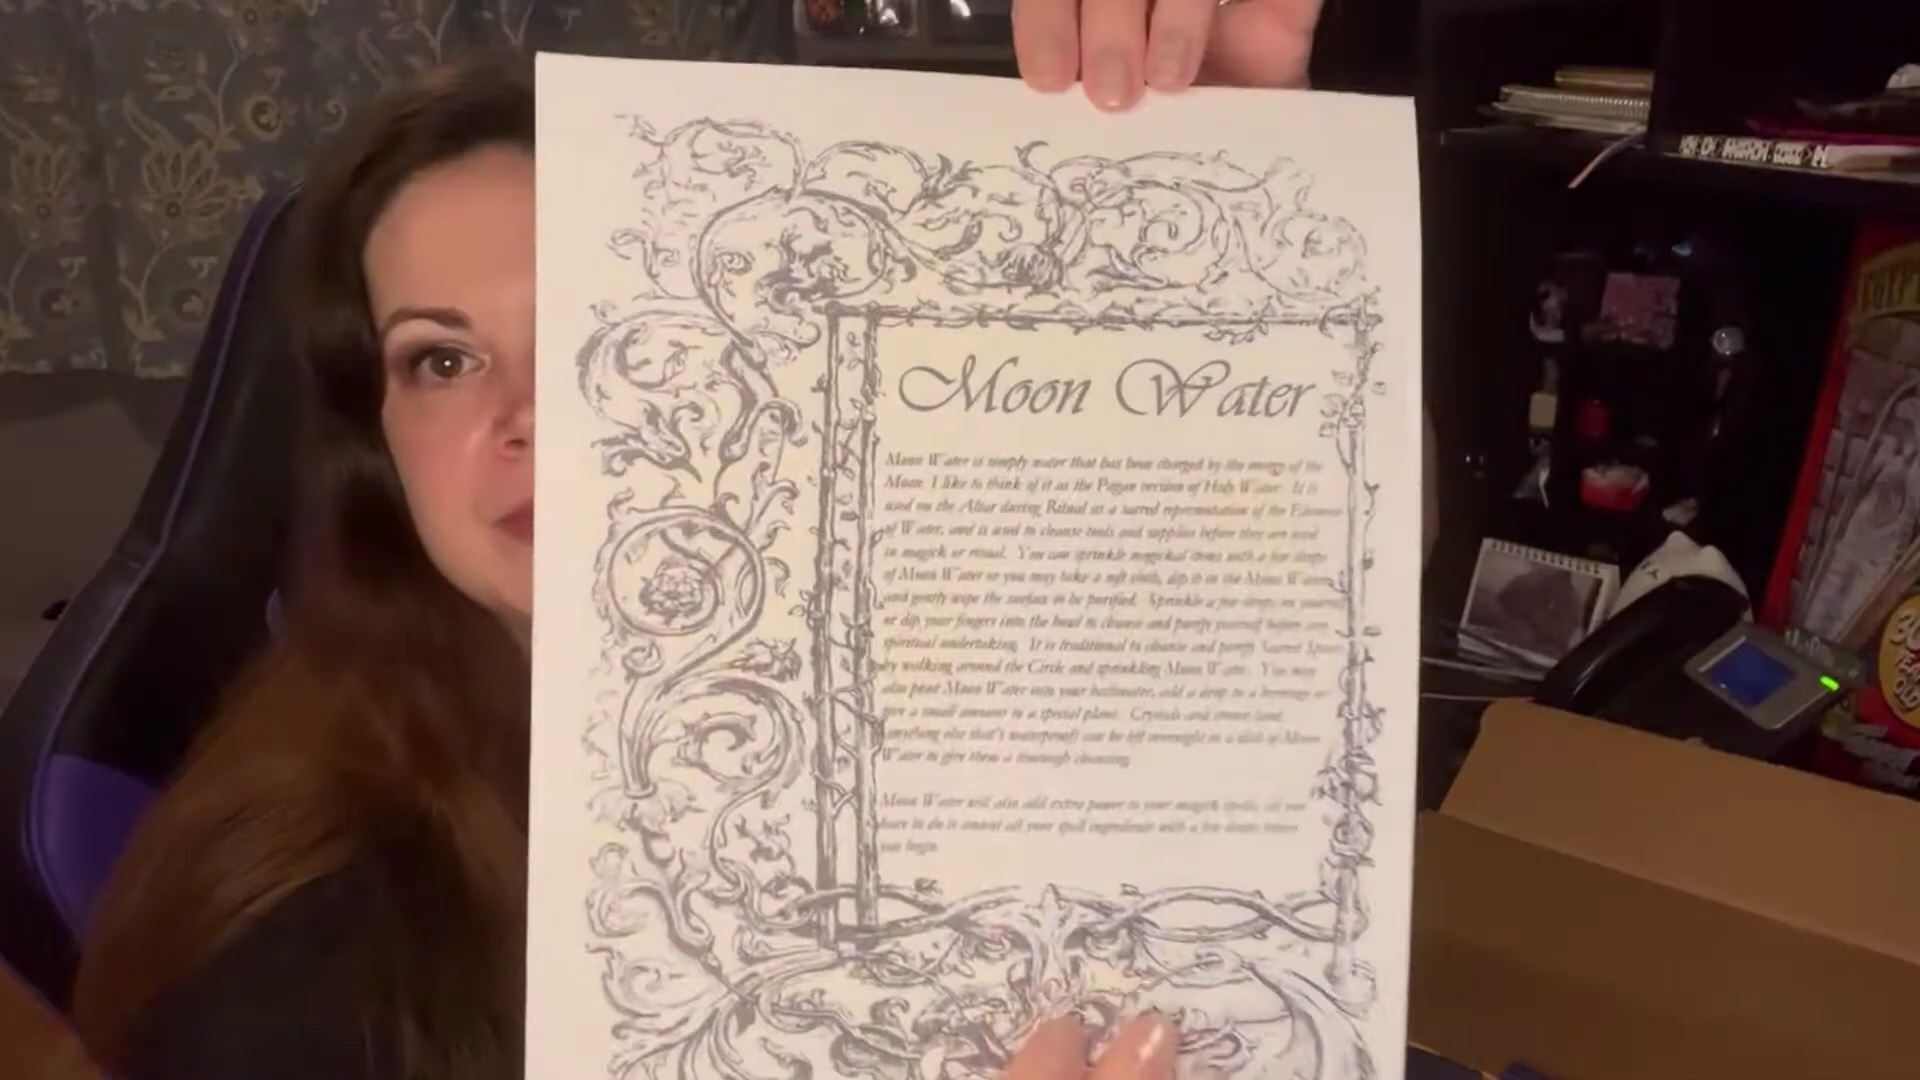 Moon Water
Moon Water is simply water that has been charged by the energy of the
Moon. I like to think of it as the Pagan version of Holy Water. It is
used on the Altar during Ritual as a sacred representation of the Element
of Water, and is used to cleanse tools and supplies before they are used
in magick or ritual. You can sprinkle magickal items with a few drops
of Moon Water or you may take a soft cloth, dip it in the Moon Water
and gently wipe the surface to be purified. Sprinkle a few drops on yourself
or dip your fingers into the bowl to cleanse and purify yourself before any
spiritual undertaking. It is traditional to cleanse and purify Sacred Space
by walking around the Circle and sprinkling Moon Water. You may
also pour Moon Water into your bathwater, add a drop to a beverage or
give a small amount to a special plant. Crystals and stones (and
anything else that's waterproof) can be left overnight in a dish of Moon
Water to give them a thorough cleansing.
Moon Water will also add extra power to your magick spells, all you
have to do is anoint all your spell ingredients with a few drops before
you begin.
EGYPT
30
YEARS
OLD